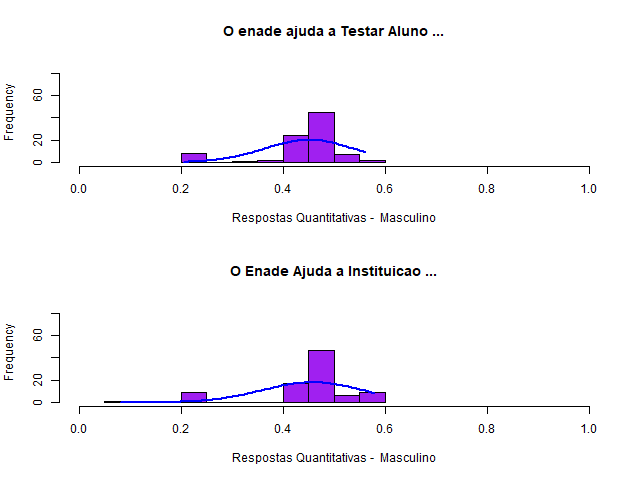 O enade ajuda a Testar Aluno ...
Frequency
0 20 60
0.0 0.2 0.4 0.6 0.8 1.0
Respostas Quantitativas - Masculino
O Enade Ajuda a Instituicao ...
Frequency
0 20 60
0.0 0.2 0.4 0.6 0.8 1.0
Respostas Quantitativas - Masculino